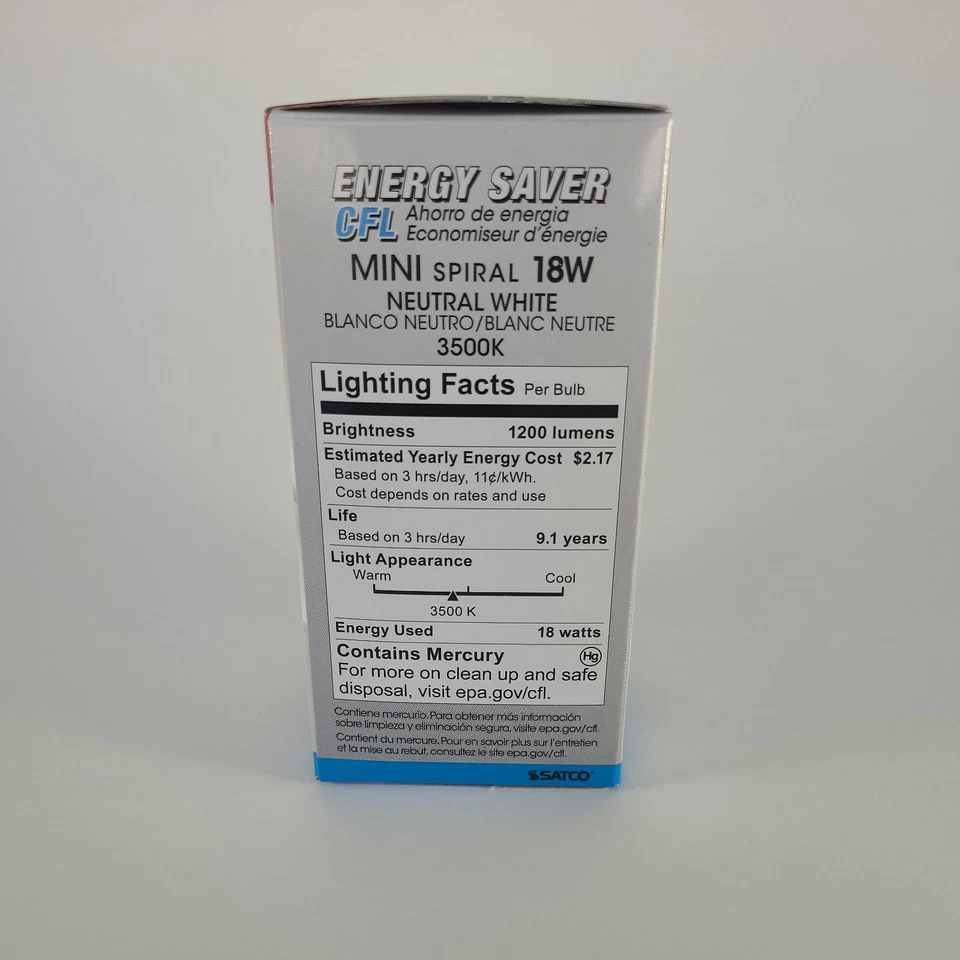 ENERGY SAVER
CFL Ahorro de energia
Economiseur d'énergie
MINI SPIRAL 18W
NEUTRAL WHITE
BLANCO NEUTRO/BLANC NEUTRE
3500K
Lighting Facts Per Bulb
Brightness 1200 lumens
Estimated Yearly Energy Cost $2.17
Based on 3 hrs/day, 11¢/kWh.
Cost depends on rates and use
Life
Based on 3 hrs/day 9.1 years
Light Appearance
Warm Cool
3500 K
Energy Used 18 watts
Contains Mercury Hg
For more on clean up and safe
disposal, visit epa.gov/cfl.
Contiene mercurio. Para obtener más información
sobre limpieza y eliminación segura, visite epa.gov/cfl.
Contient du mercure. Pour en savoir plus sur l'entretien
et la mise au rebut, consultez le site epa.gov/cfl.
SATCO